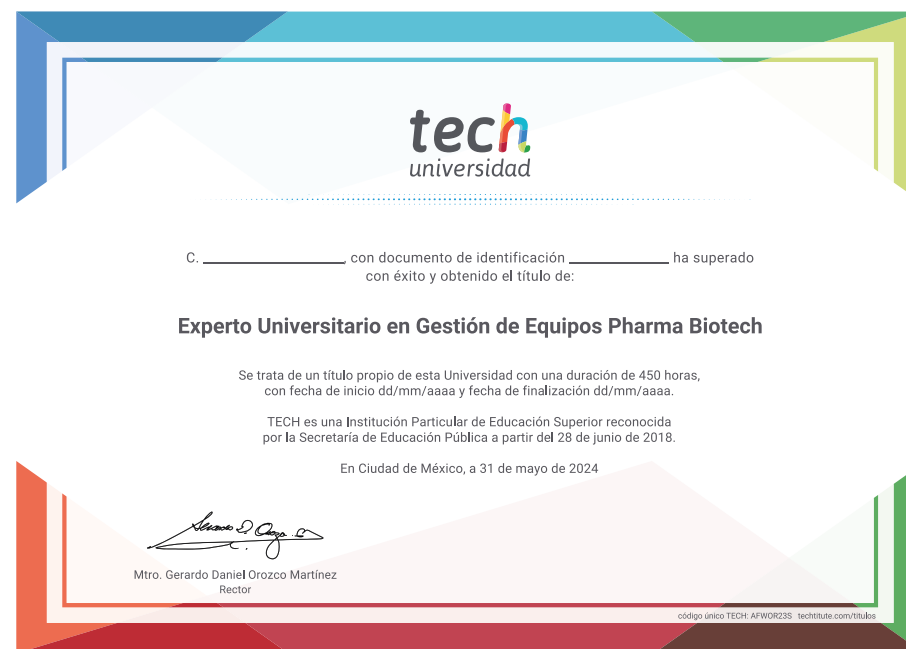 tech
universidad
C. ____________, con documento de identificación ____________ ha superado
con éxito y obtenido el título de:
Experto Universitario en Gestión de Equipos Pharma Biotech
Se trata de un título propio de esta Universidad con una duración de 450 horas,
con fecha de inicio dd/mm/aaaa y fecha de finalización dd/mm/aaaa.
TECH es una Institución Particular de Educación Superior reconocida
por la Secretaría de Educación Pública a partir del 28 de junio de 2018.
En Ciudad de México, a 31 de mayo de 2024
Mtro. Gerardo Daniel Orozco Martínez
Rector
código único TECH: AFWOR23S techtitute.com/titulos